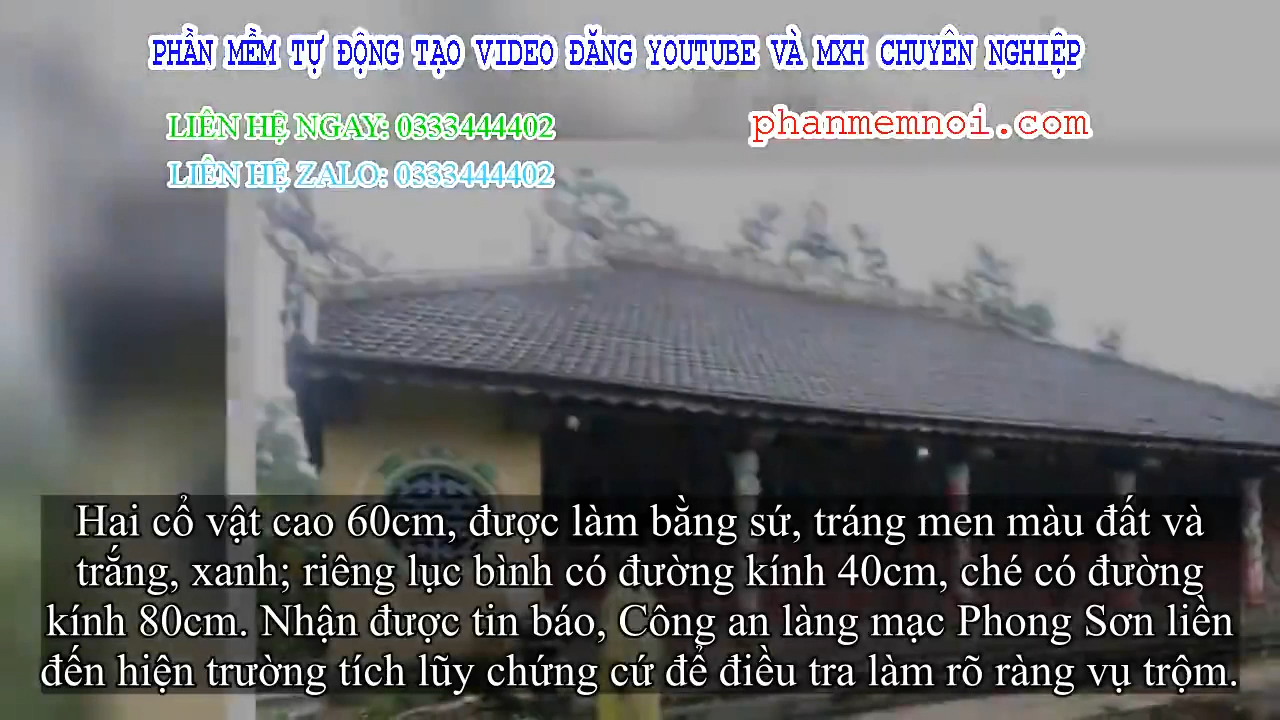 PHẦN MỀM TỰ ĐỘNG TẠO VIDEO ĐĂNG YOUTUBE VÀ MXH CHUYÊN NGHIỆP
LIÊN HỆ NGAY: 0333444402
phanmemnoi.com
LIÊN HỆ ZALO: 0333444402
Hai cổ vật cao 60cm, được làm bằng sứ, tráng men màu đất và
trắng, xanh; riêng lục bình có đường kính 40cm, ché có đường
kính 80cm. Nhận được tin báo, Công an làng mạc Phong Sơn liền
đến hiện trường tích lũy chứng cứ để điều tra làm rõ ràng vụ trộm.